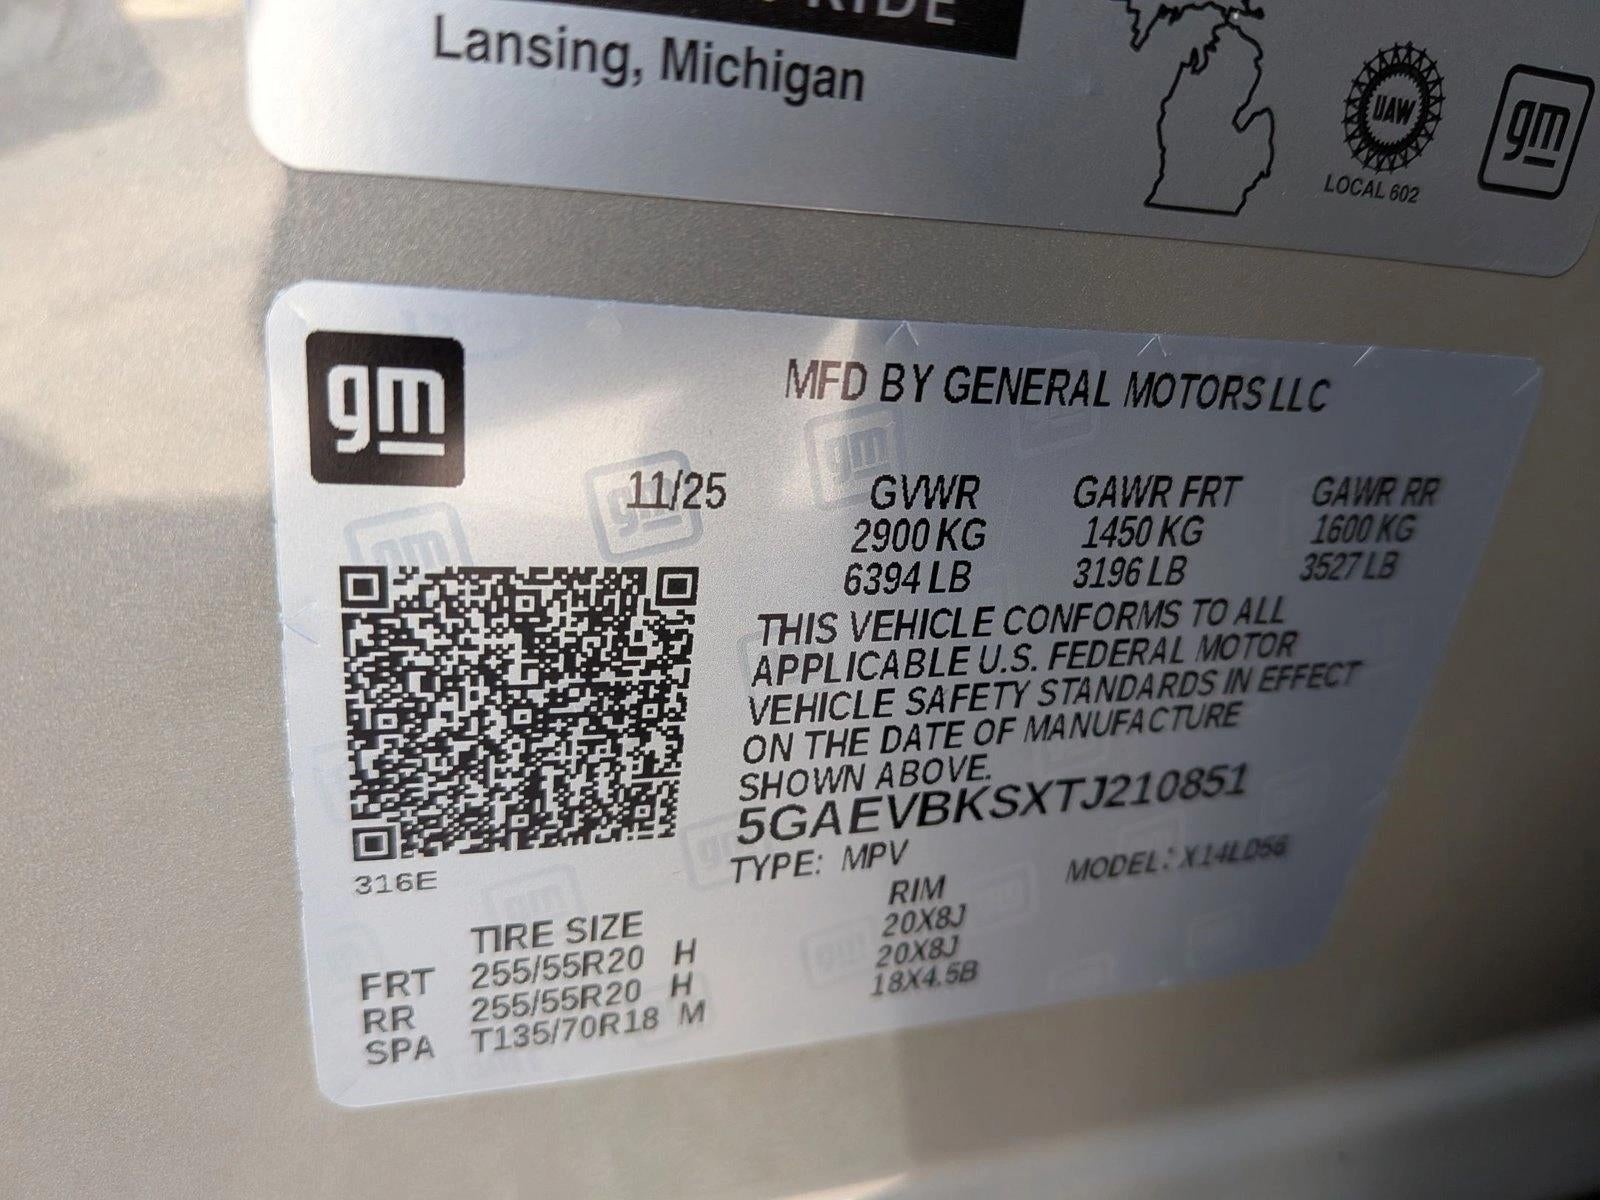 RIDE
Lansing, Michigan
UAW
LOCAL 602
gm
gm
MFD BY GENERAL MOTORS LLC
11/25
GVWR GAWR FRT GAWR RR
2900 KG 1450 KG 1600 KG
6394 LB 3196 LB 3527 LB
THIS VEHICLE CONFORMS TO ALL
APPLICABLE U.S. FEDERAL MOTOR
VEHICLE SAFETY STANDARDS IN EFFECT
ON THE DATE OF MANUFACTURE
SHOWN ABOVE.
5GAEVBKSXTJ210851
TYPE: MPV MODEL: X14LD56
316E
TIRE SIZE RIM
FRT 255/55R20 H 20X8J
RR 255/55R20 H 20X8J
SPA T135/70R18 M 18X4.5B